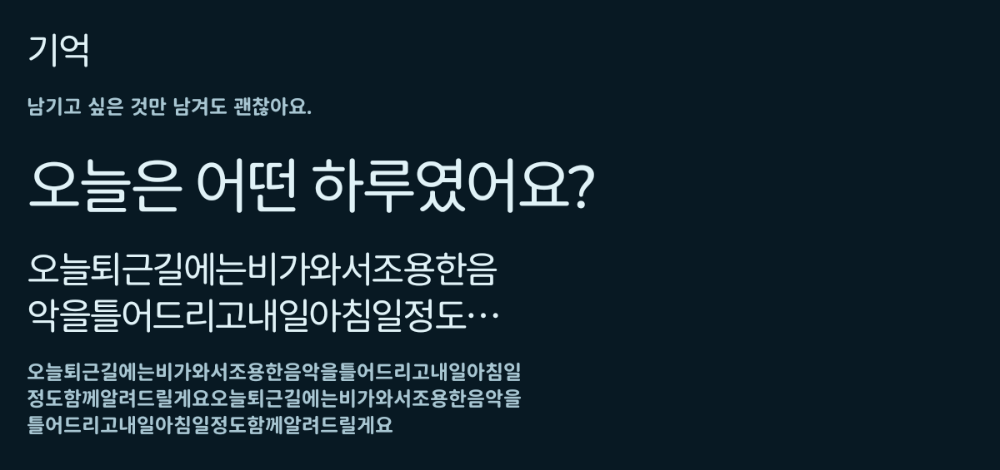 기억
남기고 싶은 것만 남겨도 괜찮아요.
오늘은 어떤 하루였어요?
오늘퇴근길에는비가와서조용한음
악을틀어드리고내일아침일정도…
오늘퇴근길에는비가와서조용한음악을틀어드리고내일아침일
정도함께알려드릴게요오늘퇴근길에는비가와서조용한음악을
틀어드리고내일아침일정도함께알려드릴게요